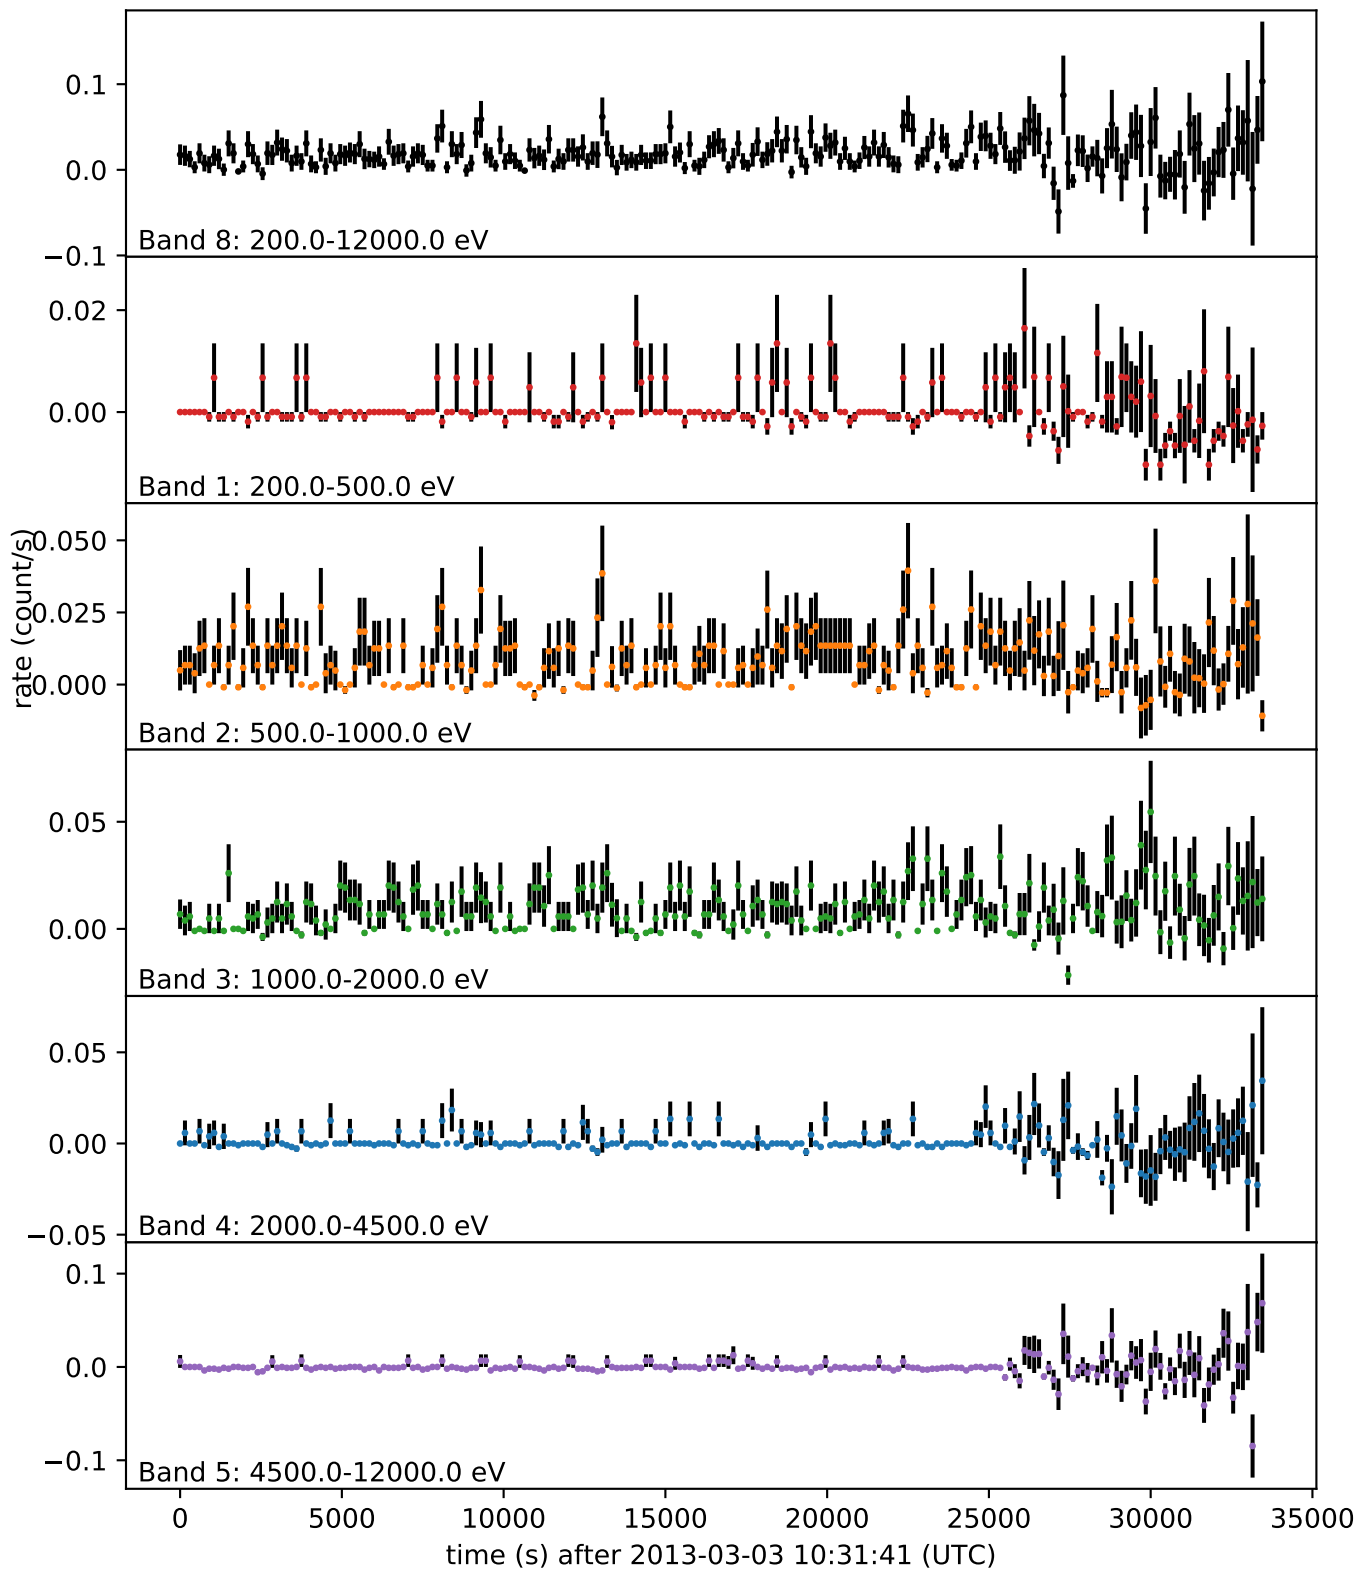 0.1
0.0
−0.1
Band 8: 200.0-12000.0 eV
0.02
0.00
Band 1: 200.0-500.0 eV
rate (count/s)
0.050
0.025
0.000
Band 2: 500.0-1000.0 eV
0.05
0.00
Band 3: 1000.0-2000.0 eV
0.05
0.00
−0.05
Band 4: 2000.0-4500.0 eV
0.1
0.0
−0.1
Band 5: 4500.0-12000.0 eV
0 5000 10000 15000 20000 25000 30000 35000
time (s) after 2013-03-03 10:31:41 (UTC)